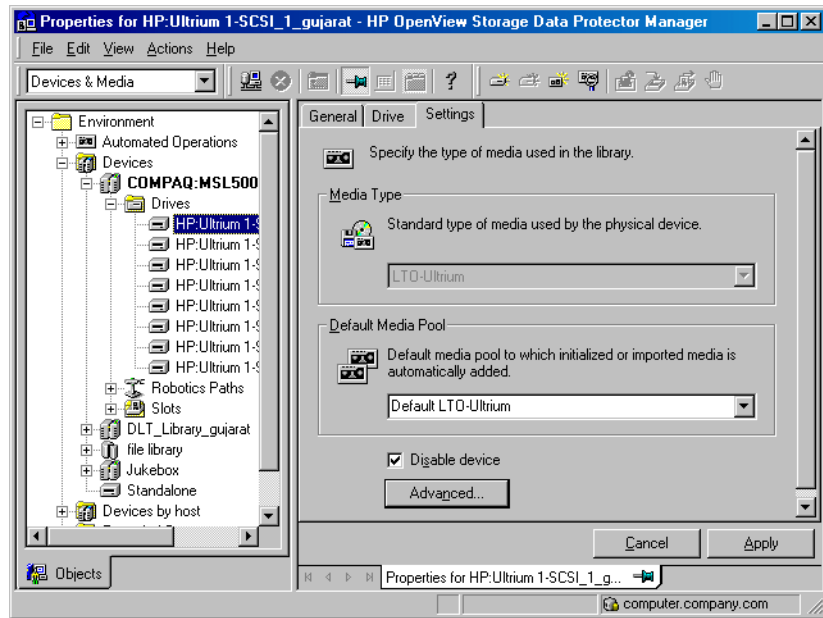 Properties for HP:Ultrium 1-SCSI_1_gujarat - HP OpenView Storage Data Protector Manager
File Edit View Actions Help
Devices & Media
Environment
Automated Operations
Devices
COMPAQ:MSL500
Drives
HP:Ultrium 1-S
HP:Ultrium 1-S
HP:Ultrium 1-S
HP:Ultrium 1-S
HP:Ultrium 1-S
HP:Ultrium 1-S
HP:Ultrium 1-S
HP:Ultrium 1-S
Robotics Paths
Slots
DLT_Library_gujarat
file library
Jukebox
Standalone
Devices by host
Objects
General Drive Settings
Specify the type of media used in the library.
Media Type
Standard type of media used by the physical device.
LTO-Ultrium
Default Media Pool
Default media pool to which initialized or imported media is
automatically added.
Default LTO-Ultrium
Disable device
Advanced...
Cancel Apply
Properties for HP:Ultrium 1-SCSI_1_g...
computer.company.com